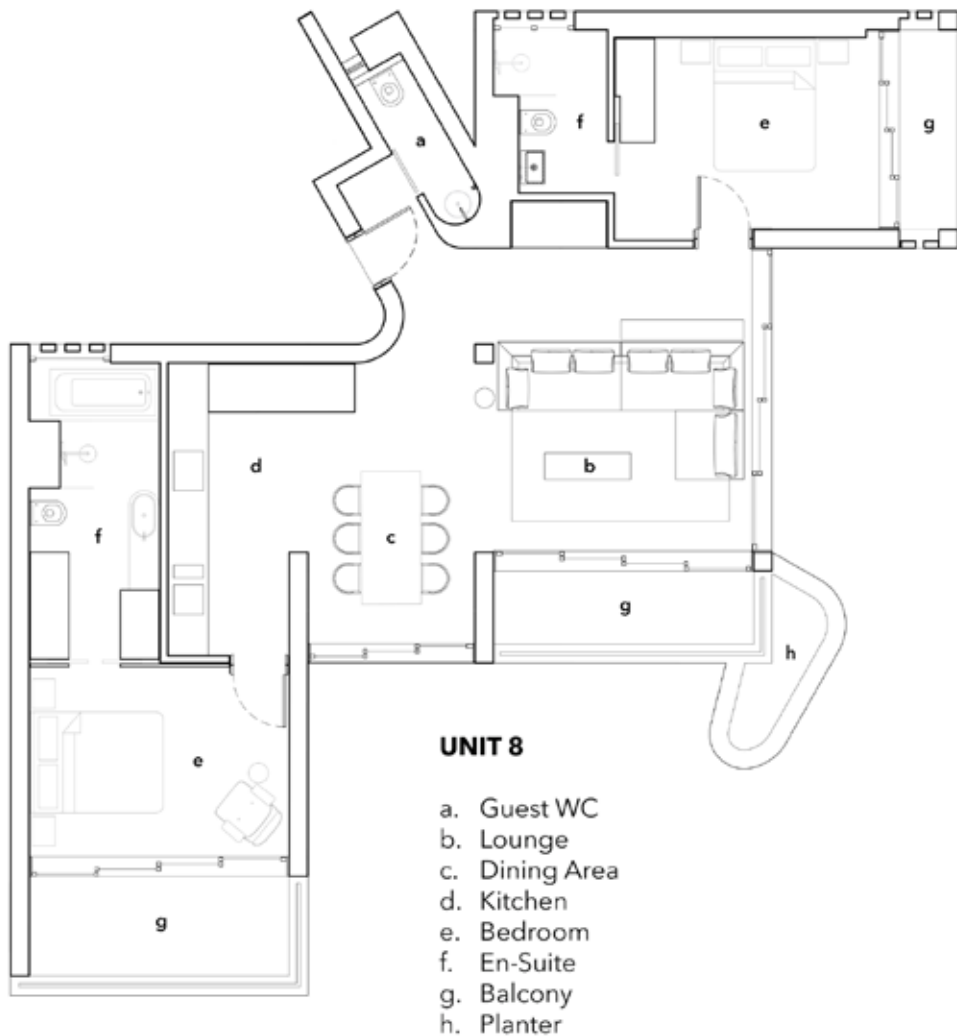 a
f
e
g
d
b
c
f
g
h
e
g
UNIT 8
a. Guest WC
b. Lounge
c. Dining Area
d. Kitchen
e. Bedroom
f. En-Suite
g. Balcony
h. Planter